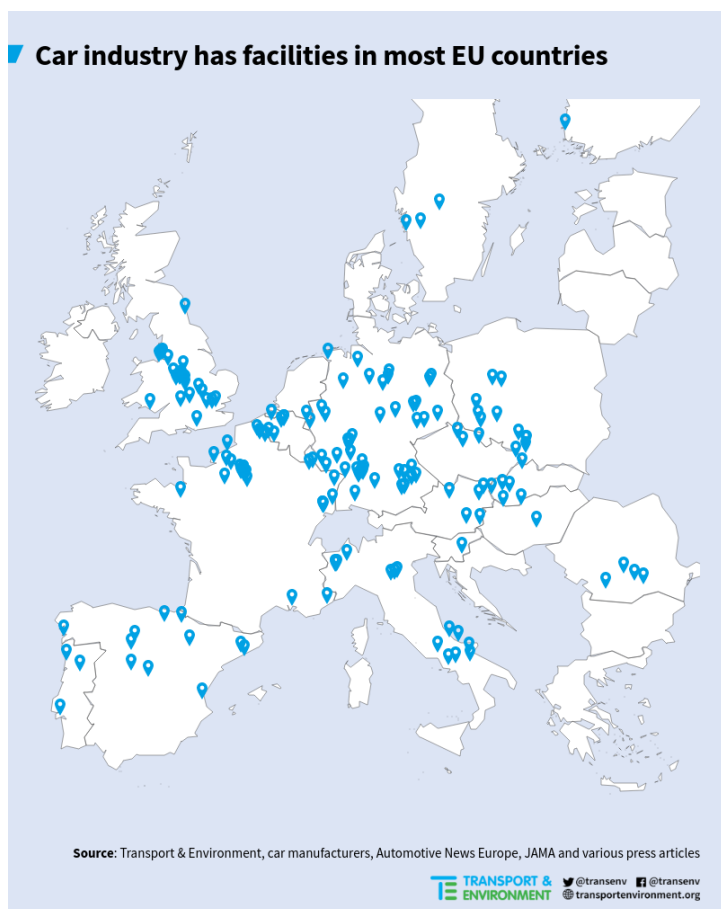 Car industry has facilities in most EU countries
Source: Transport & Environment, car manufacturers, Automotive News Europe, JAMA and various press articles
TRANSPORT &
ENVIRONMENT
@transenv @transenv
transportenvironment.org